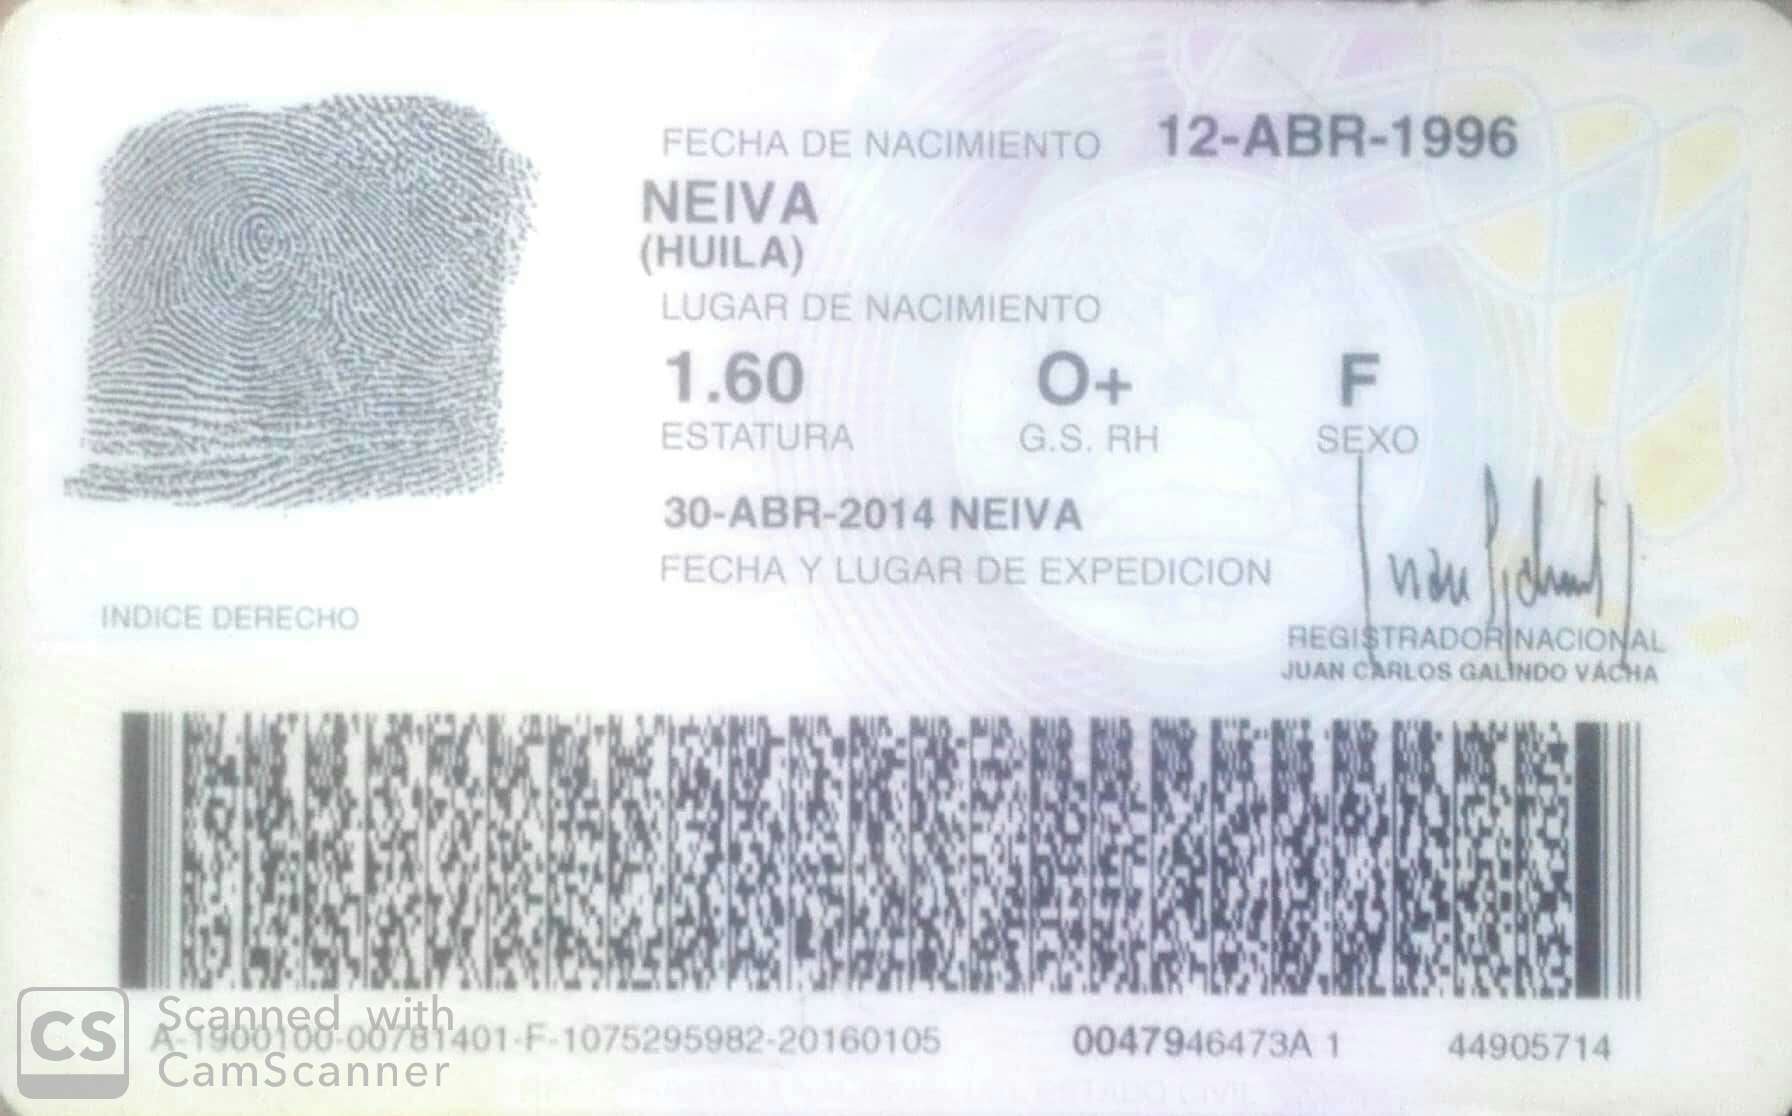 FECHA DE NACIMIENTO 12-ABR-1996
NEIVA
(HUILA)
LUGAR DE NACIMIENTO
1.60 O+ F
ESTATURA G.S. RH SEXO
30-ABR-2014 NEIVA
FECHA Y LUGAR DE EXPEDICION
INDICE DERECHO
REGISTRADOR NACIONAL
JUAN CARLOS GALINDO VACHA
A-1900100-00781401-F-1075295982-20160105 0047946473A 1 44905714
CS Scanned with
CamScanner